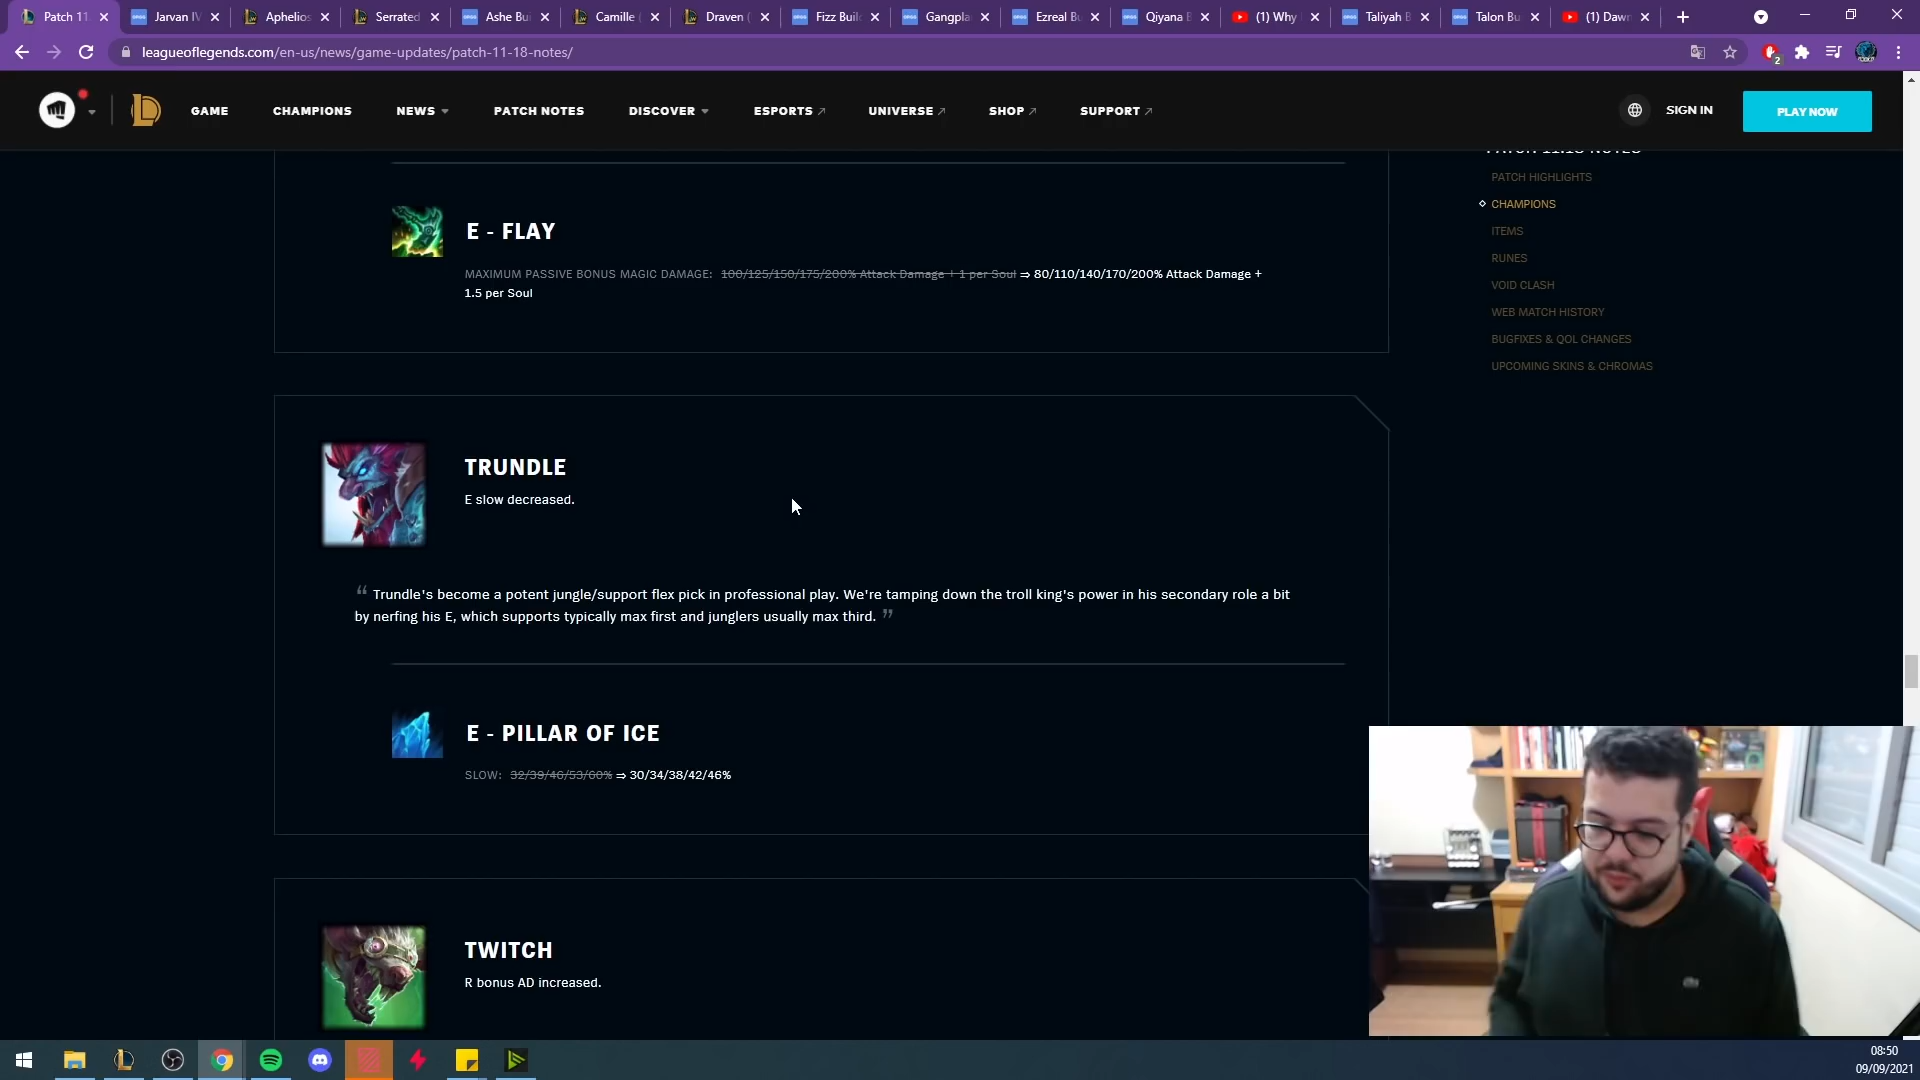 Patch 11.
Jarvan IV
Aphelios
Serrated
Ashe Bui
Camille (
Draven (
Fizz Buil
Gangpla
Ezreal Bu
Qiyana B
(1) Why
Taliyah B
Talon Bu
(1) Dawn
leagueoflegends.com/en-us/news/game-updates/patch-11-18-notes/
2
GAME
CHAMPIONS
NEWS
PATCH NOTES
DISCOVER
ESPORTS
UNIVERSE
SHOP
SUPPORT
SIGN IN
PLAY NOW
PATCH 11.18 NOTES
PATCH HIGHLIGHTS
CHAMPIONS
ITEMS
RUNES
VOID CLASH
WEB MATCH HISTORY
BUGFIXES & QOL CHANGES
UPCOMING SKINS & CHROMAS
E - FLAY
MAXIMUM PASSIVE BONUS MAGIC DAMAGE: 100/125/150/175/200% Attack Damage + 1 per Soul ⇒ 80/110/140/170/200% Attack Damage +
1.5 per Soul
TRUNDLE
E slow decreased.
“ Trundle's become a potent jungle/support flex pick in professional play. We're tamping down the troll king's power in his secondary role a bit
by nerfing his E, which supports typically max first and junglers usually max third. ”
E - PILLAR OF ICE
SLOW: 32/39/46/53/60% ⇒ 30/34/38/42/46%
TWITCH
R bonus AD increased.
08:50
09/09/2021